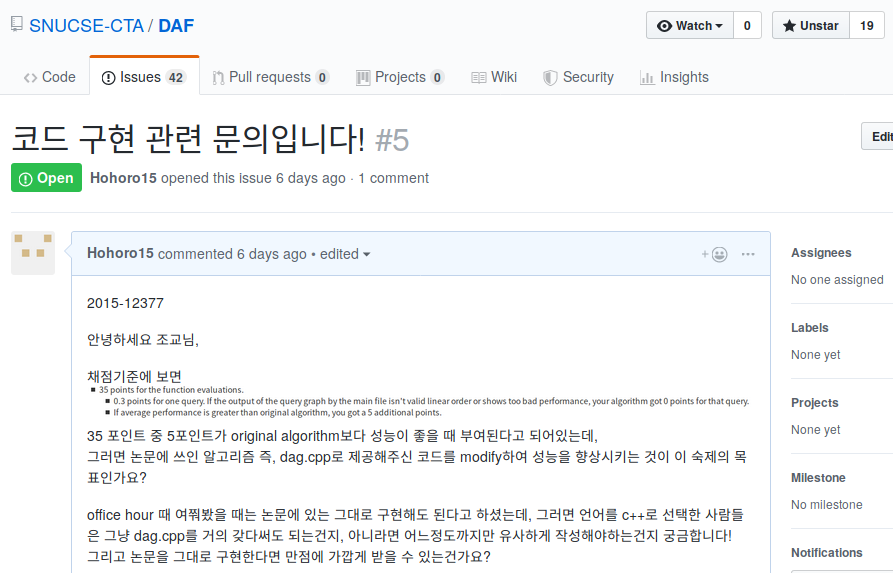 SNUCSE-CTA / DAF
Watch 0 Unstar 19
Code Issues 42 Pull requests 0 Projects 0 Wiki Security Insights
코드 구현 관련 문의입니다! #5
Edit
Open Hohoro15 opened this issue 6 days ago · 1 comment
Hohoro15 commented 6 days ago • edited
Assignees
No one assigned
2015-12377
안녕하세요 조교님,
Labels
None yet
채점기준에 보면
35 points for the function evaluations.
0.3 points for one query. If the output of the query graph by the main file isn't valid linear order or shows too bad performance, your algorithm got 0 points for that query.
If average performance is greater than original algorithm, you got a 5 additional points.
Projects
None yet
35 포인트 중 5포인트가 original algorithm보다 성능이 좋을 때 부여된다고 되어있는데,
그러면 논문에 쓰인 알고리즘 즉, dag.cpp로 제공해주신 코드를 modify하여 성능을 향상시키는 것이 이 숙제의 목
표인가요?
Milestone
No milestone
office hour 때 여쭤봤을 때는 논문에 있는 그대로 구현해도 된다고 하셨는데, 그러면 언어를 c++로 선택한 사람들
은 그냥 dag.cpp를 거의 갖다써도 되는건지, 아니라면 어느정도까지만 유사하게 작성해야하는건지 궁금합니다!
그리고 논문을 그대로 구현한다면 만점에 가깝게 받을 수 있는건가요?
Notifications